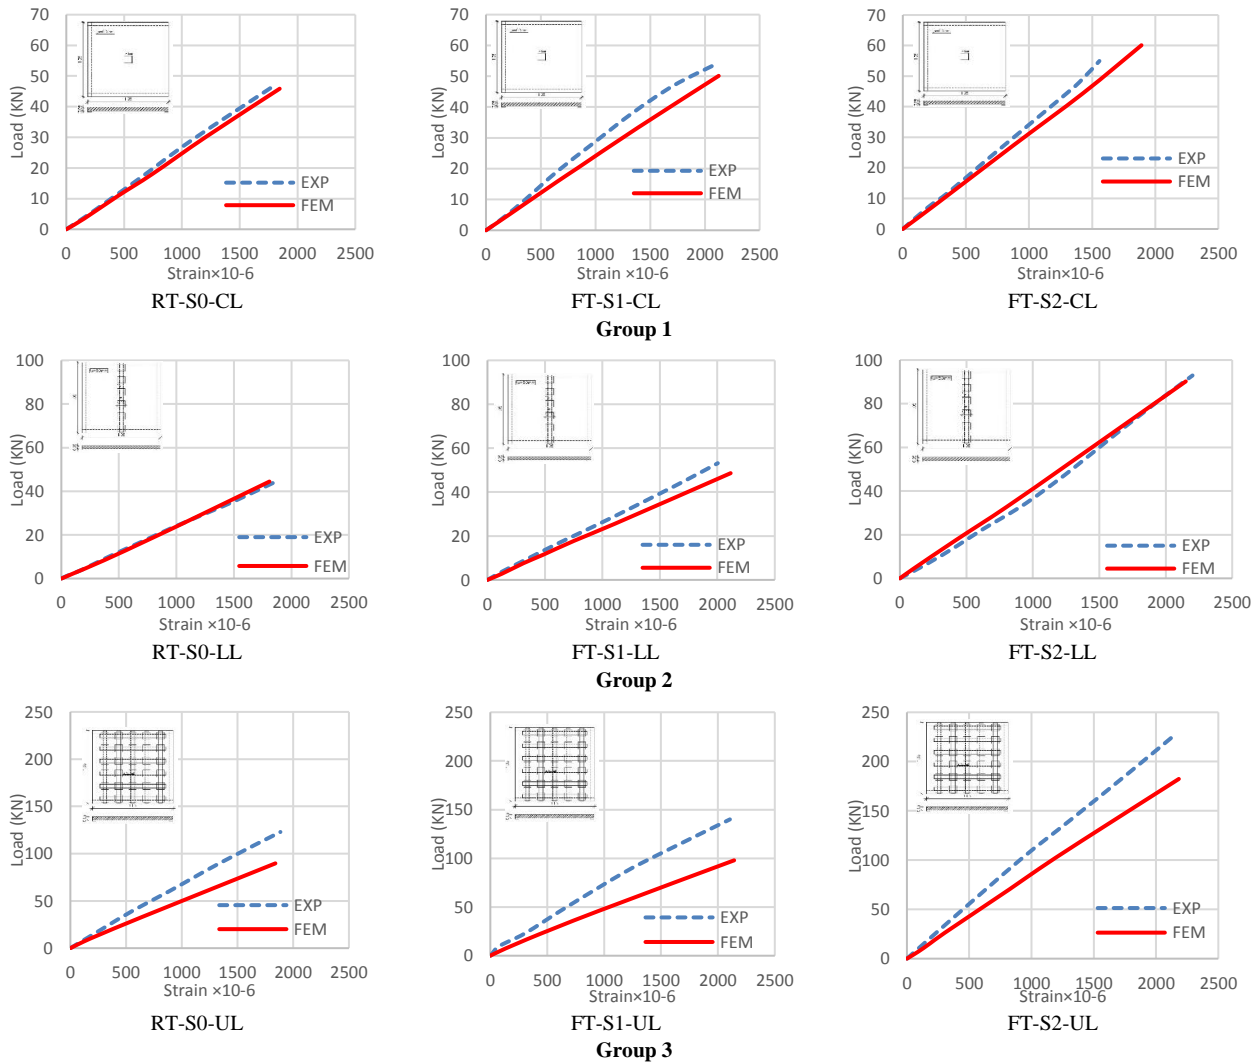 70
60
50
40
30
20
10
0
Load (KN)
EXP
FEM
0 500 1000 1500 2000 2500
Strain×10-6
RT-S0-CL
70
60
50
40
30
20
10
0
Load (KN)
EXP
FEM
0 500 1000 1500 2000 2500
Strain×10-6
FT-S1-CL
70
60
50
40
30
20
10
0
Load (KN)
EXP
FEM
0 500 1000 1500 2000 2500
Strain×10-6
FT-S2-CL
Group 1
100
80
60
40
20
0
Load (KN)
EXP
FEM
0 500 1000 1500 2000 2500
Strain ×10-6
RT-S0-LL
100
80
60
40
20
0
Load (KN)
EXP
FEM
0 500 1000 1500 2000 2500
Strain ×10-6
FT-S1-LL
100
80
60
40
20
0
Load (KN)
EXP
FEM
0 500 1000 1500 2000 2500
Strain ×10-6
FT-S2-LL
Group 2
250
200
150
100
50
0
Load (KN)
EXP
FEM
0 500 1000 1500 2000 2500
Strain ×10-6
RT-S0-UL
250
200
150
100
50
0
Load (KN)
EXP
FEM
0 500 1000 1500 2000 2500
Strain×10-6
FT-S1-UL
250
200
150
100
50
0
Load (KN)
EXP
FEM
0 500 1000 1500 2000 2500
Strain×10-6
FT-S2-UL
Group 3